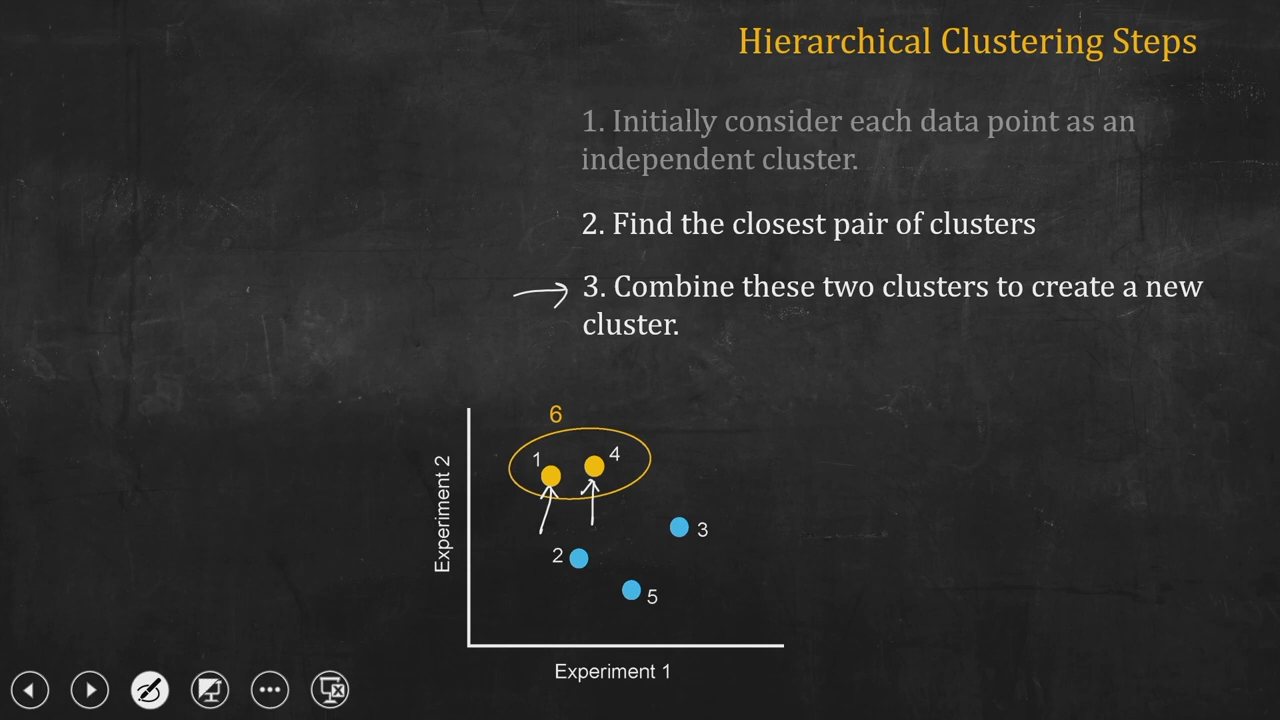 Hierarchical Clustering Steps
1. Initially consider each data point as an
independent cluster.
2. Find the closest pair of clusters
3. Combine these two clusters to create a new
cluster.
6
1
4
3
2
5
Experiment 2
Experiment 1